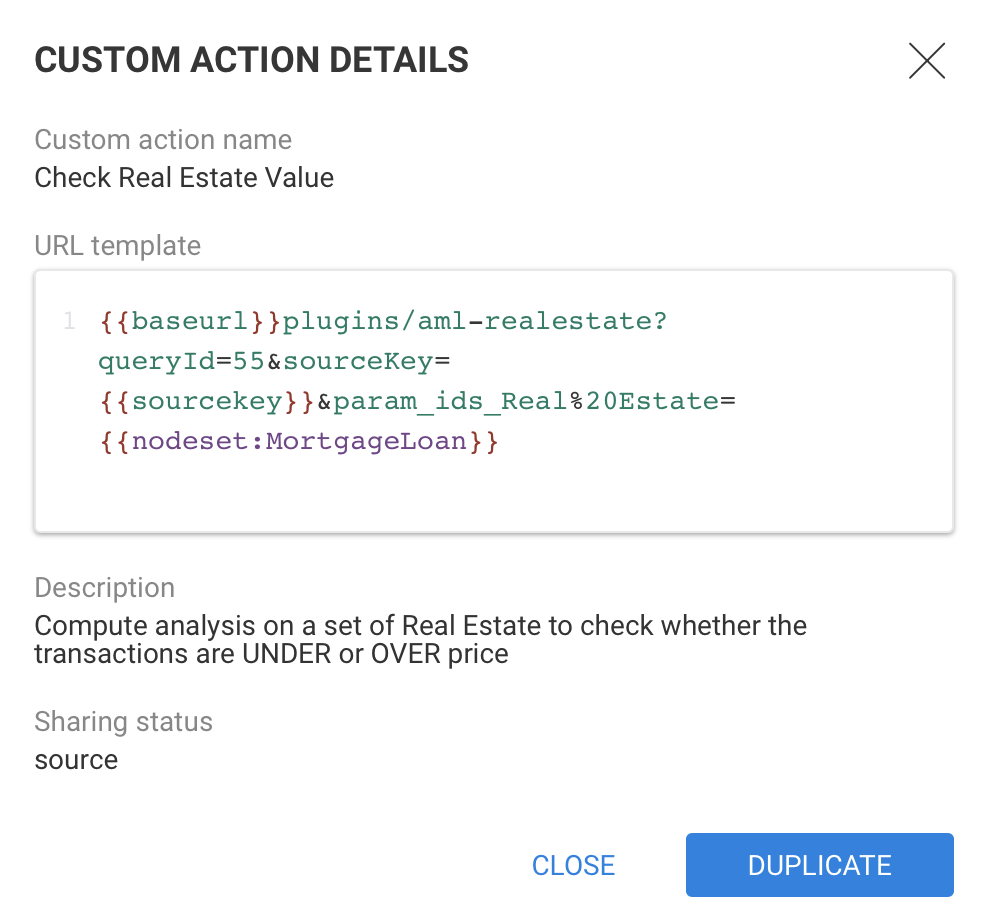 CUSTOM ACTION DETAILS
Custom action name
Check Real Estate Value
URL template
1 {{baseurl}}plugins/aml-realestate?
queryId=55&sourceKey=
{{sourcekey}}&param_ids_Real%20Estate=
{{nodeset:MortgageLoan}}
Description
Compute analysis on a set of Real Estate to check whether the
transactions are UNDER or OVER price
Sharing status
source
CLOSE DUPLICATE